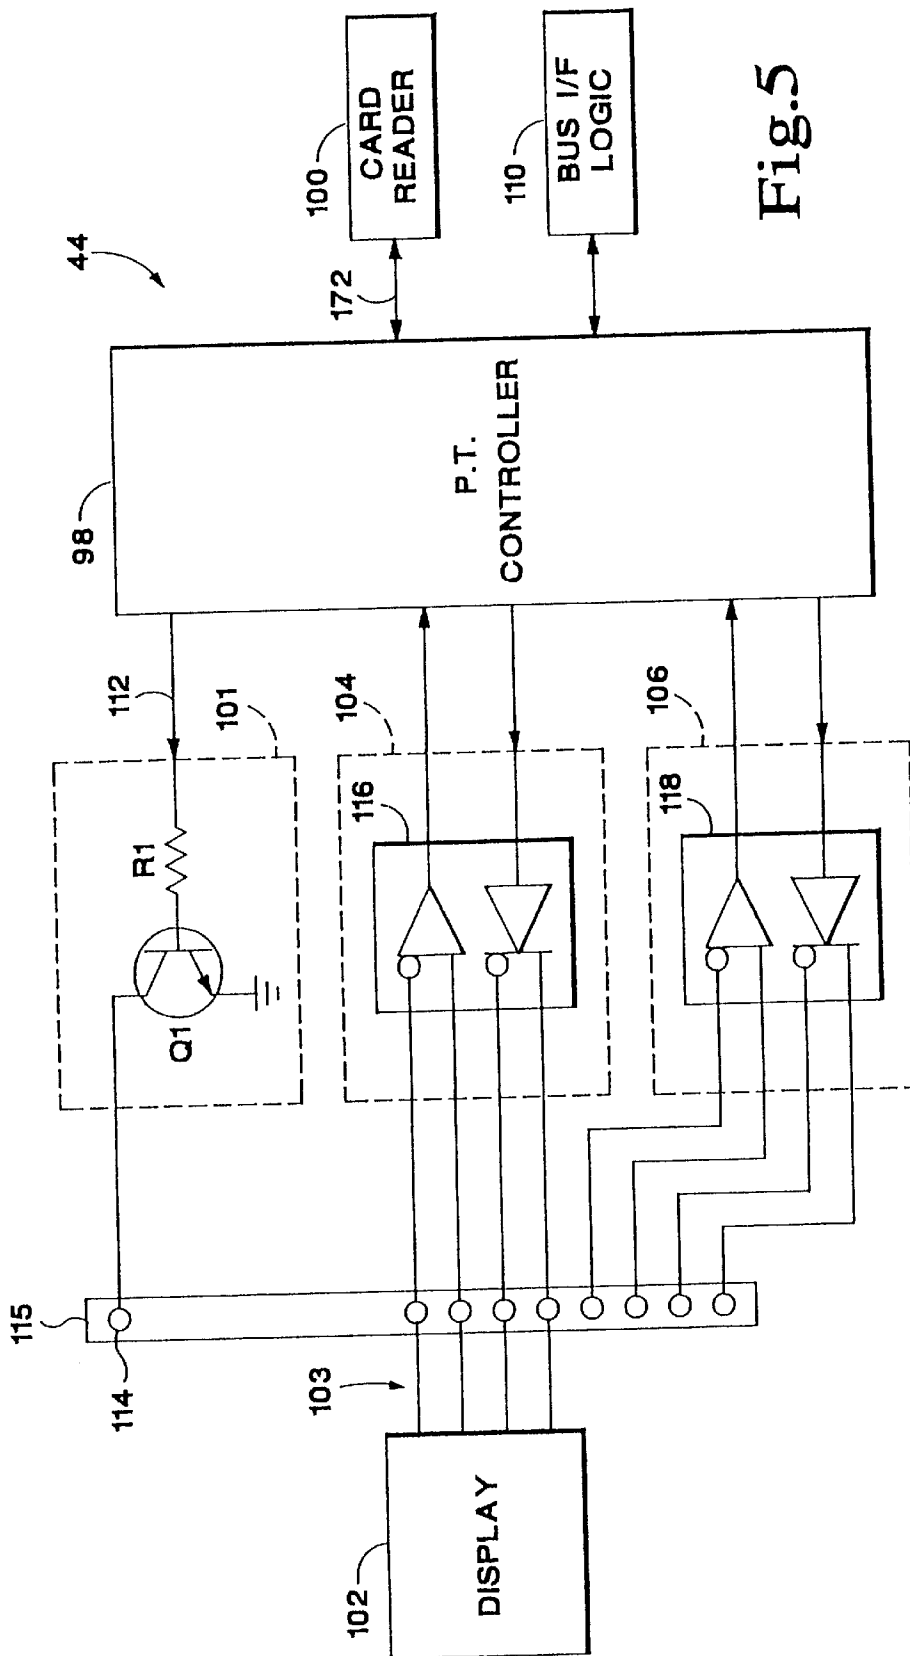 44
100
CARD
READER
172
110
BUS I/F
LOGIC
98
P.T.
CONTROLLER
112
101
R1
Q1
104
116
106
118
115
114
103
102
DISPLAY
Fig.5